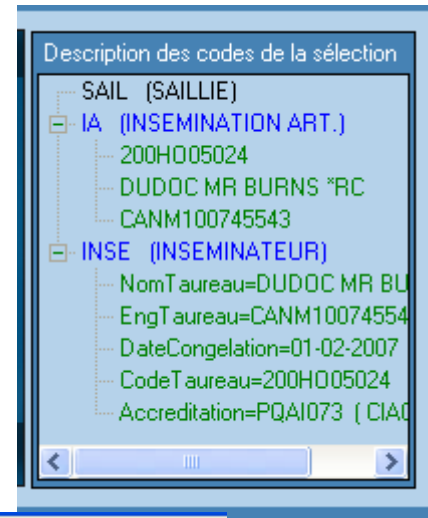 Description des codes de la sélection
SAIL (SAILLIE)
IA (INSEMINATION ART.)
200HO05024
DUDOC MR BURNS *RC
CANM100745543
INSE (INSEMINATEUR)
NomTaureau=DUDOC MR BU
EngTaureau=CANM10074554
DateCongelation=01-02-2007
CodeTaureau=200HO05024
Accreditation=PQAI073 ( CIAQ